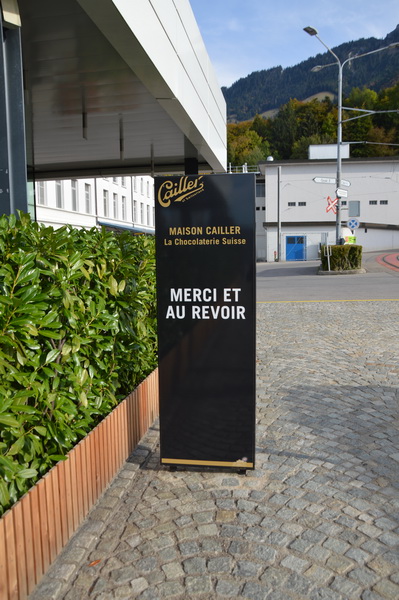 Cailler
MAISON CAILLER
La Chocolaterie Suisse
MERCI ET
AU REVOIR